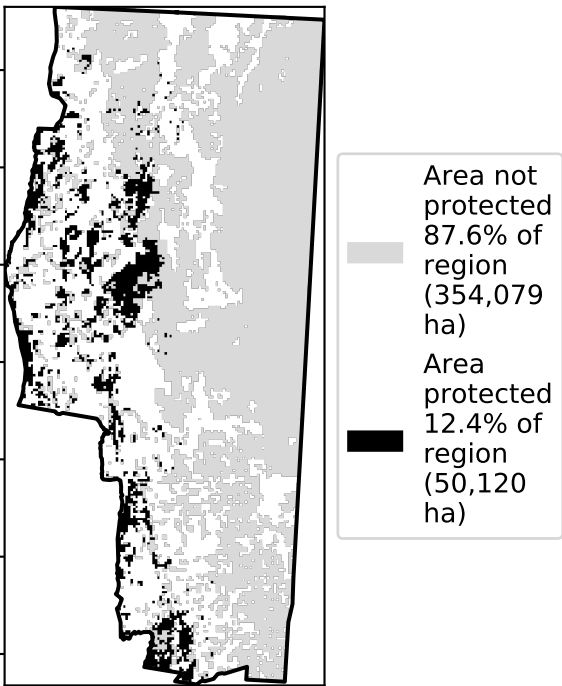 Area not
protected
87.6% of
region
(354,079
ha)
Area
protected
12.4% of
region
(50,120
ha)